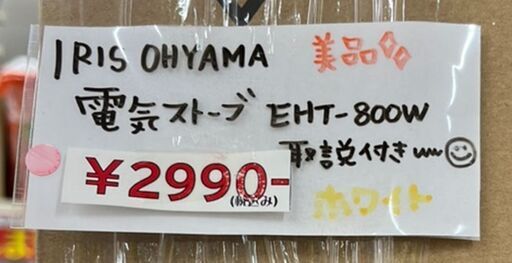 IRIS OHYAMA 美品
電気ストーブ EHT-800W
取説付き
¥2990-
(税込み)
ホワイト